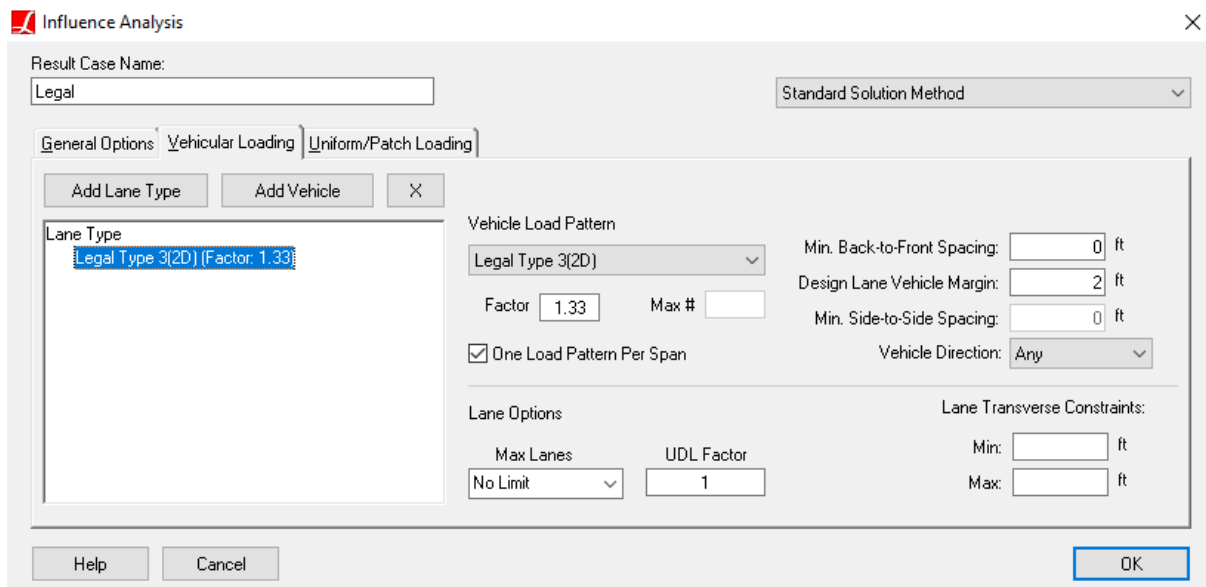 Influence Analysis
Result Case Name:
Legal
Standard Solution Method
General Options
Vehicular Loading
Uniform/Patch Loading
Add Lane Type
Add Vehicle
X
Lane Type
Legal Type 3(2D) (Factor: 1.33)
Vehicle Load Pattern
Legal Type 3(2D)
Factor 1.33 Max #
One Load Pattern Per Span
Min. Back-to-Front Spacing: 0 ft
Design Lane Vehicle Margin: 2 ft
Min. Side-to-Side Spacing: 0 ft
Vehicle Direction: Any
Lane Options
Max Lanes
No Limit
UDL Factor
1
Lane Transverse Constraints:
Min: ft
Max: ft
Help
Cancel
OK